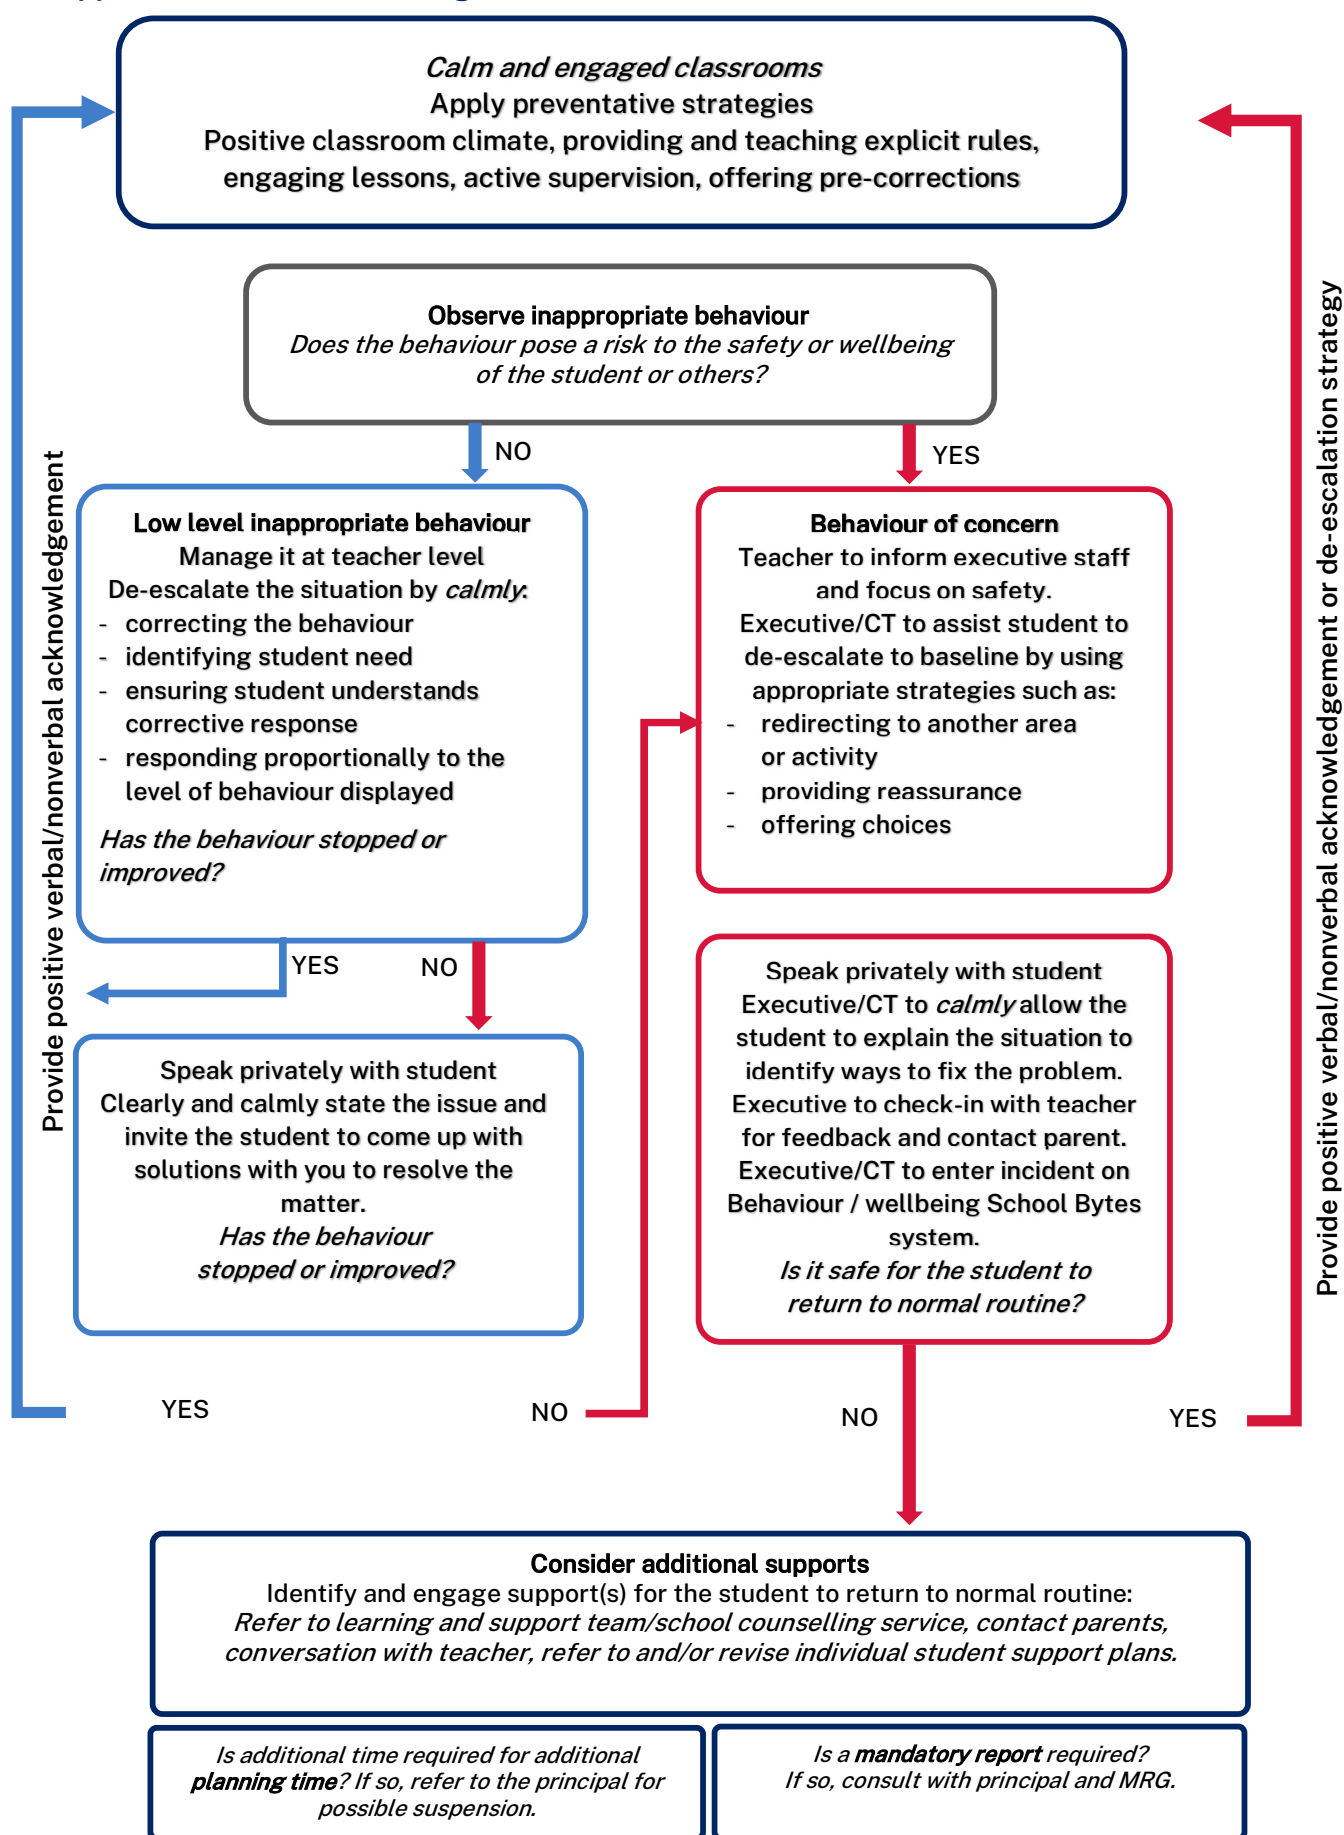 Calm and engaged classrooms
Apply preventative strategies
Positive classroom climate, providing and teaching explicit rules,
engaging lessons, active supervision, offering pre-corrections
Observe inappropriate behaviour
Does the behaviour pose a risk to the safety or wellbeing
of the student or others?
NO
YES
Low level inappropriate behaviour
Manage it at teacher level
De-escalate the situation by calmly:
- correcting the behaviour
- identifying student need
- ensuring student understands
corrective response
- responding proportionally to the
level of behaviour displayed
Has the behaviour stopped or
improved?
YES
NO
Speak privately with student
Clearly and calmly state the issue and
invite the student to come up with
solutions with you to resolve the
matter.
Has the behaviour
stopped or improved?
YES
NO
Provide positive verbal/nonverbal acknowledgement
Behaviour of concern
Teacher to inform executive staff
and focus on safety.
Executive/CT to assist student to
de-escalate to baseline by using
appropriate strategies such as:
- redirecting to another area
or activity
- providing reassurance
- offering choices
Speak privately with student
Executive/CT to calmly allow the
student to explain the situation to
identify ways to fix the problem.
Executive to check-in with teacher
for feedback and contact parent.
Executive/CT to enter incident on
Behaviour / wellbeing School Bytes
system.
Is it safe for the student to
return to normal routine?
NO
YES
Provide positive verbal/nonverbal acknowledgement or de-escalation strategy
Consider additional supports
Identify and engage support(s) for the student to return to normal routine:
Refer to learning and support team/school counselling service, contact parents,
conversation with teacher, refer to and/or revise individual student support plans.
Is additional time required for additional
planning time? If so, refer to the principal for
possible suspension.
Is a mandatory report required?
If so, consult with principal and MRG.